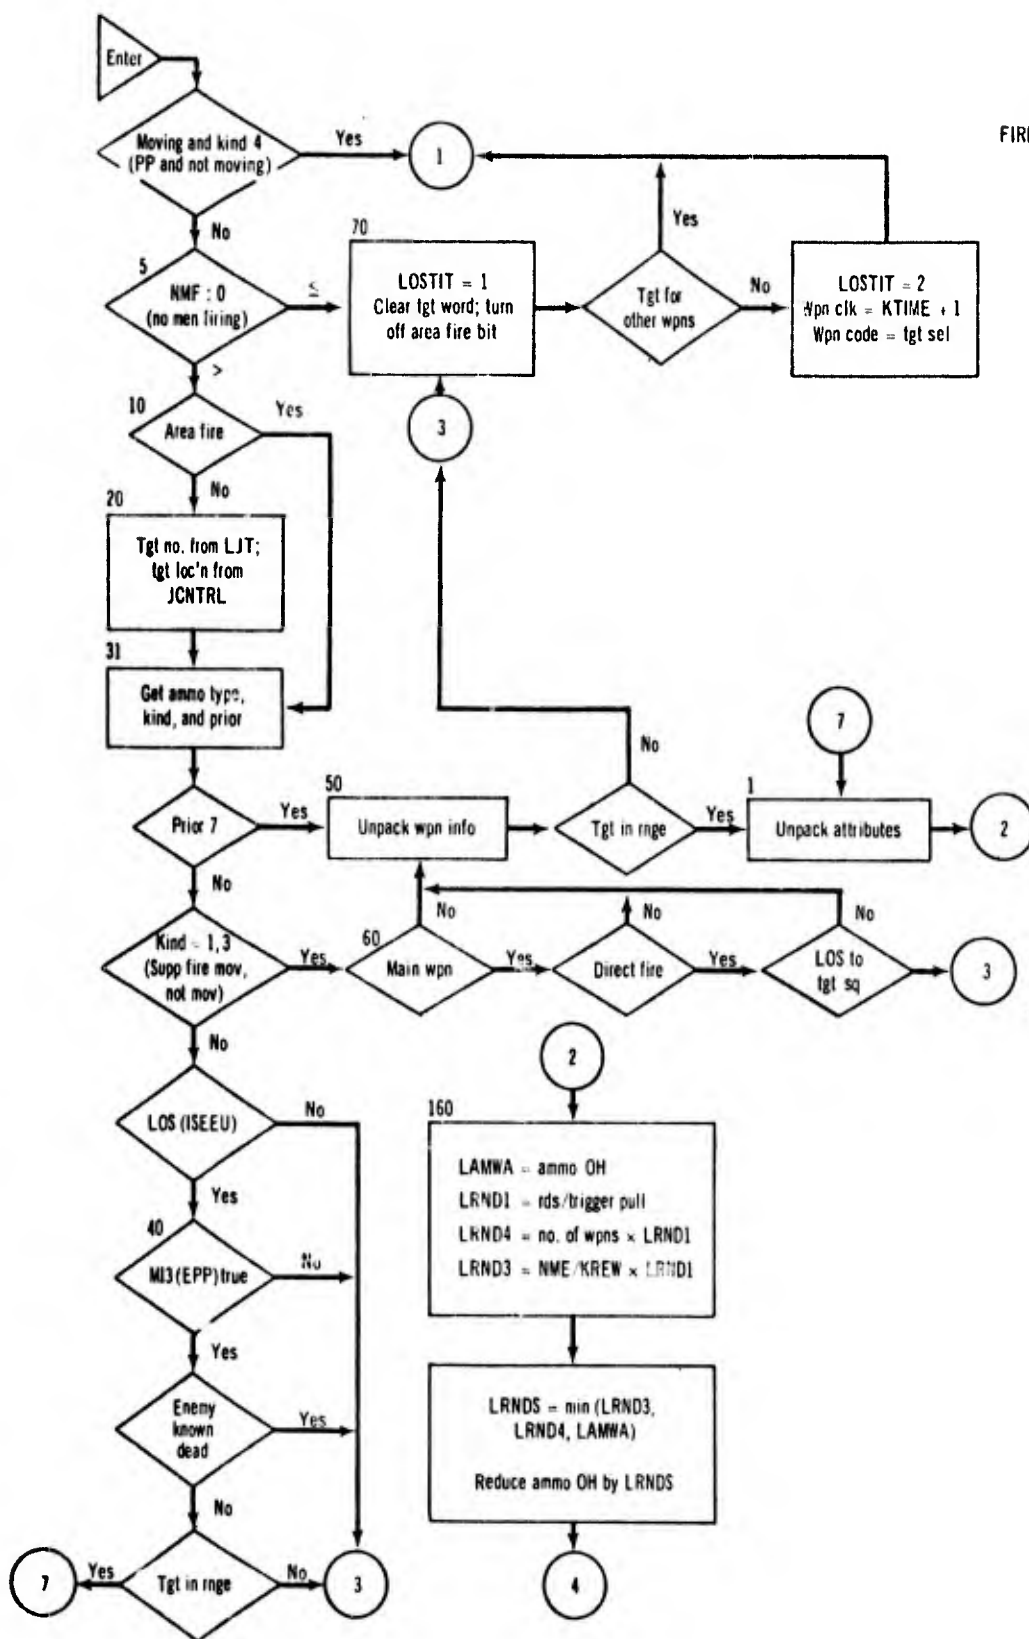 Enter
FIRI
Moving and kind 4
(PP and not moving)
Yes
1
No
5
NMF : 0
(no men firing)
≤
>
70
LOSTIT = 1
Clear tgt word; turn
off area fire bit
Yes
Tgt for
other wpns
No
LOSTIT = 2
Wpn clk = KTIME + 1
Wpn code = tgt sel
3
10
Area fire
Yes
No
20
Tgt no. from LJT;
tgt loc'n from
JCNTRL
31
Get ammo type,
kind, and prior
7
No
Prior 7
Yes
50
Unpack wpn info
Tgt in rnge
Yes
1
Unpack attributes
2
No
No
No
No
Kind = 1, 3
(Supp fire mov,
not mov)
Yes
60
Main wpn
Yes
Direct fire
Yes
LOS to
tgt sq
3
No
2
LOS (ISEEU)
No
Yes
160
LAMWA = ammo OH
LRND1 = rds/trigger pull
LRND4 = no. of wpns × LRND1
LRND3 = NME/KREW × LRND1
40
MI3 (EPP) true
No
Yes
Enemy
known
dead
Yes
No
LRNDS = min (LRND3,
LRND4, LAMWA)
Reduce ammo OH by LRNDS
7
Yes
Tgt in rnge
No
3
4